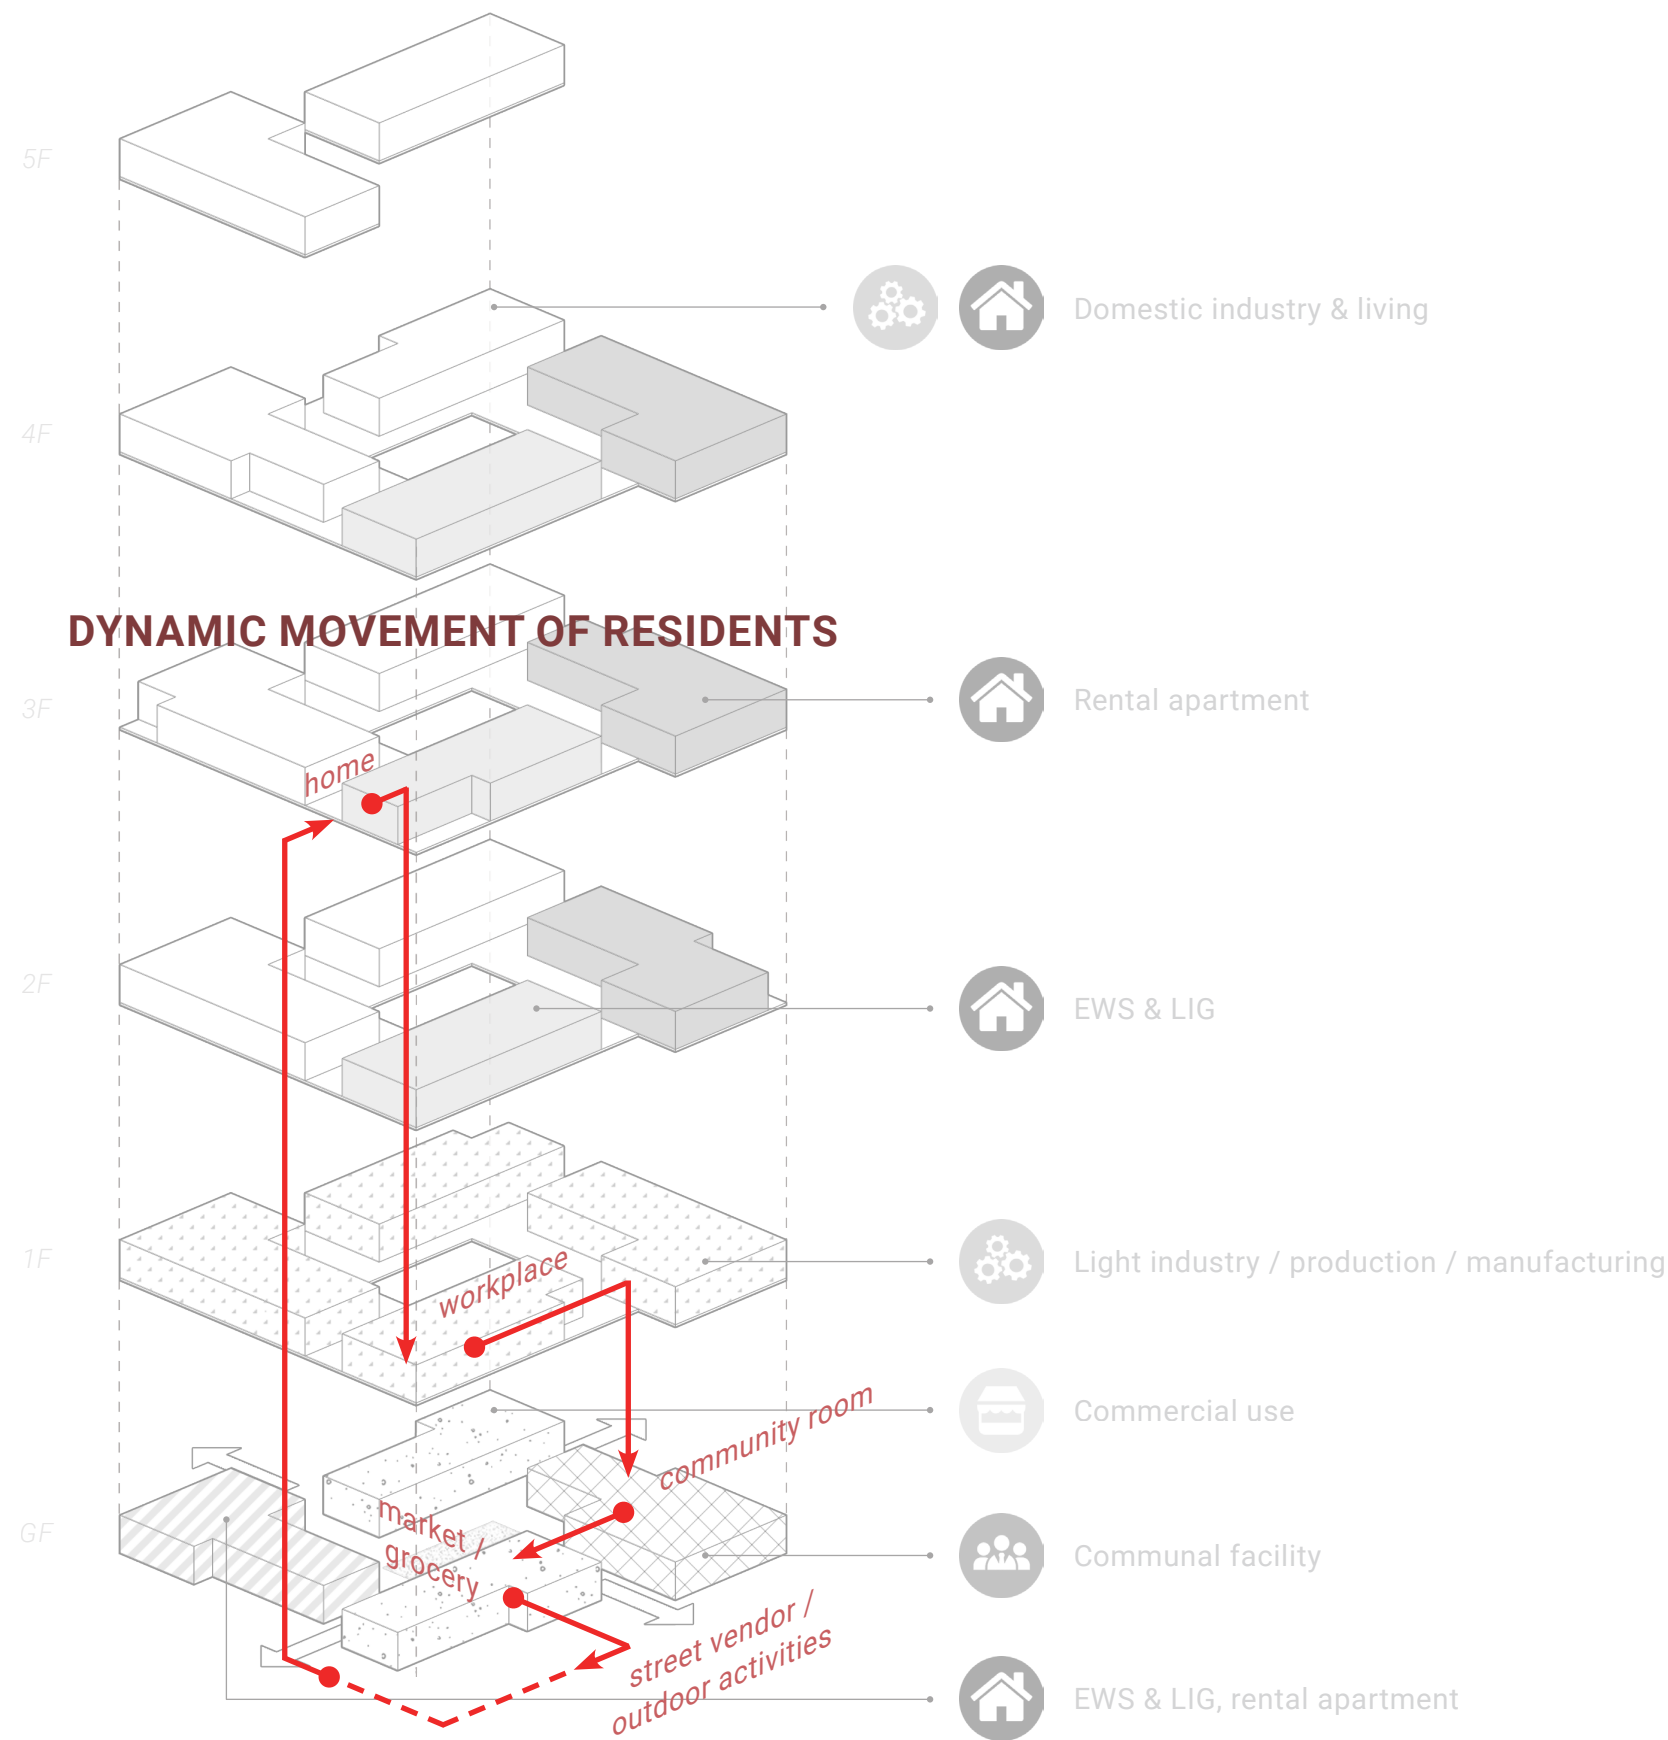 5F
Domestic industry & living
4F
DYNAMIC MOVEMENT OF RESIDENTS
3F
Rental apartment
home
2F
EWS & LIG
1F
workplace
Light industry / production / manufacturing
community room
Commercial use
GF
market /
grocery
Communal facility
street vendor /
outdoor activities
EWS & LIG, rental apartment